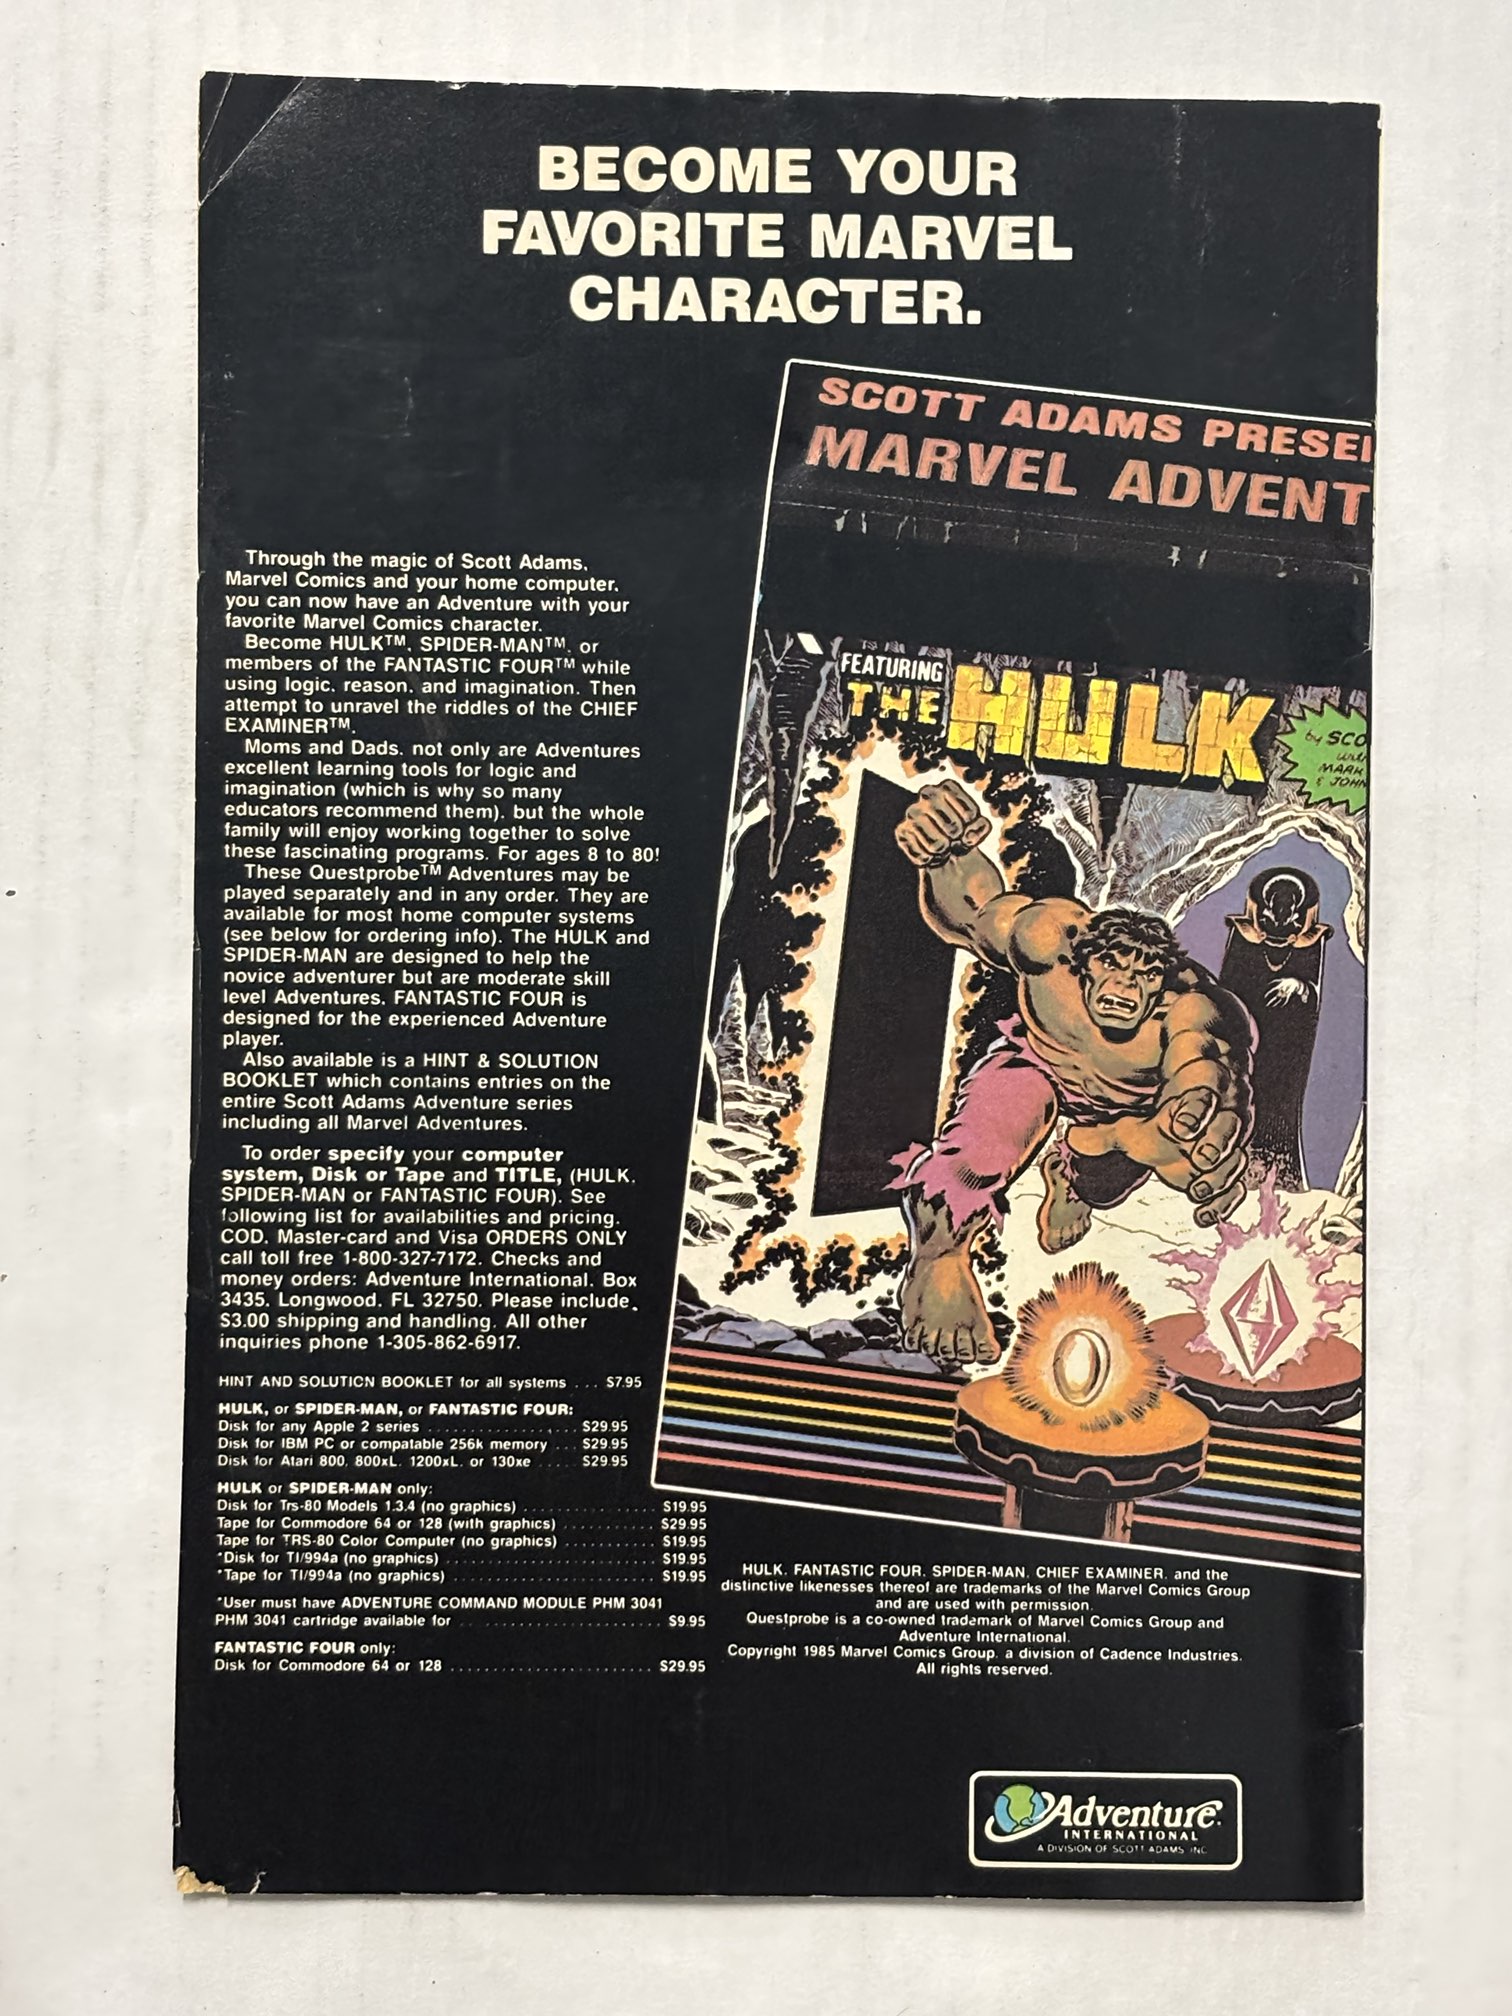 BECOME YOUR
FAVORITE MARVEL
CHARACTER.
SCOTT ADAMS PRESE
MARVEL ADVENT
FEATURING
THE HULK
by SCO
with
MARK
& JOHN
Through the magic of Scott Adams,
Marvel Comics and your home computer,
you can now have an Adventure with your
favorite Marvel Comics character.
Become HULK™, SPIDER-MAN™, or
members of the FANTASTIC FOUR™ while
using logic, reason, and imagination. Then
attempt to unravel the riddles of the CHIEF
EXAMINER™.
Moms and Dads, not only are Adventures
excellent learning tools for logic and
imagination (which is why so many
educators recommend them), but the whole
family will enjoy working together to solve
these fascinating programs. For ages 8 to 80!
These Questprobe™ Adventures may be
played separately and in any order. They are
available for most home computer systems
(see below for ordering info). The HULK and
SPIDER-MAN are designed to help the
novice adventurer but are moderate skill
level Adventures. FANTASTIC FOUR is
designed for the experienced Adventure
player.
Also available is a HINT & SOLUTION
BOOKLET which contains entries on the
entire Scott Adams Adventure series
including all Marvel Adventures.
To order specify your computer
system, Disk or Tape and TITLE, (HULK,
SPIDER-MAN or FANTASTIC FOUR). See
following list for availabilities and pricing.
COD, Master-card and Visa ORDERS ONLY
call toll free 1-800-327-7172. Checks and
money orders: Adventure International, Box
3435, Longwood, FL 32750. Please include
$3.00 shipping and handling. All other
inquiries phone 1-305-862-6917.
HINT AND SOLUTION BOOKLET for all systems ... $7.95
HULK, or SPIDER-MAN, or FANTASTIC FOUR:
Disk for any Apple 2 series .................... $29.95
Disk for IBM PC or compatable 256k memory ... $29.95
Disk for Atari 800, 800xL, 1200xL, or 130xe ..... $29.95
HULK or SPIDER-MAN only:
Disk for Trs-80 Models 1,3,4 (no graphics) ................ $19.95
Tape for Commodore 64 or 128 (with graphics) ........... $29.95
Tape for TRS-80 Color Computer (no graphics) ........... $19.95
*Disk for TI/994a (no graphics) .......................... $19.95
*Tape for TI/994a (no graphics) .......................... $19.95
*User must have ADVENTURE COMMAND MODULE PHM 3041
PHM 3041 cartridge available for ........................ $9.95
FANTASTIC FOUR only:
Disk for Commodore 64 or 128 ......................... $29.95
HULK, FANTASTIC FOUR, SPIDER-MAN, CHIEF EXAMINER, and the
distinctive likenesses thereof are trademarks of the Marvel Comics Group
and are used with permission.
Questprobe is a co-owned trademark of Marvel Comics Group and
Adventure International.
Copyright 1985 Marvel Comics Group, a division of Cadence Industries.
All rights reserved.
Adventure
INTERNATIONAL
A DIVISION OF SCOTT ADAMS INC.